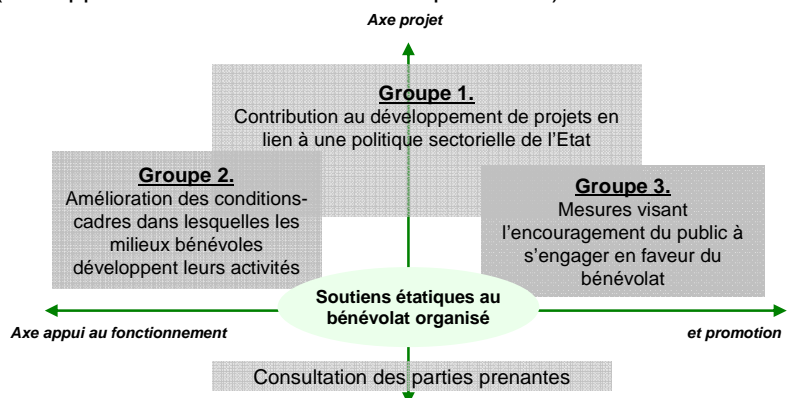 Axe projet
Groupe 1.
Contribution au développement de projets en
lien à une politique sectorielle de l'Etat
Groupe 2.
Amélioration des conditions-
cadres dans lesquelles les
milieux bénévoles
développent leurs activités
Groupe 3.
Mesures visant
l'encouragement du public à
s'engager en faveur du
bénévolat
Soutiens étatiques au
bénévolat organisé
Axe appui au fonctionnement
et promotion
Consultation des parties prenantes